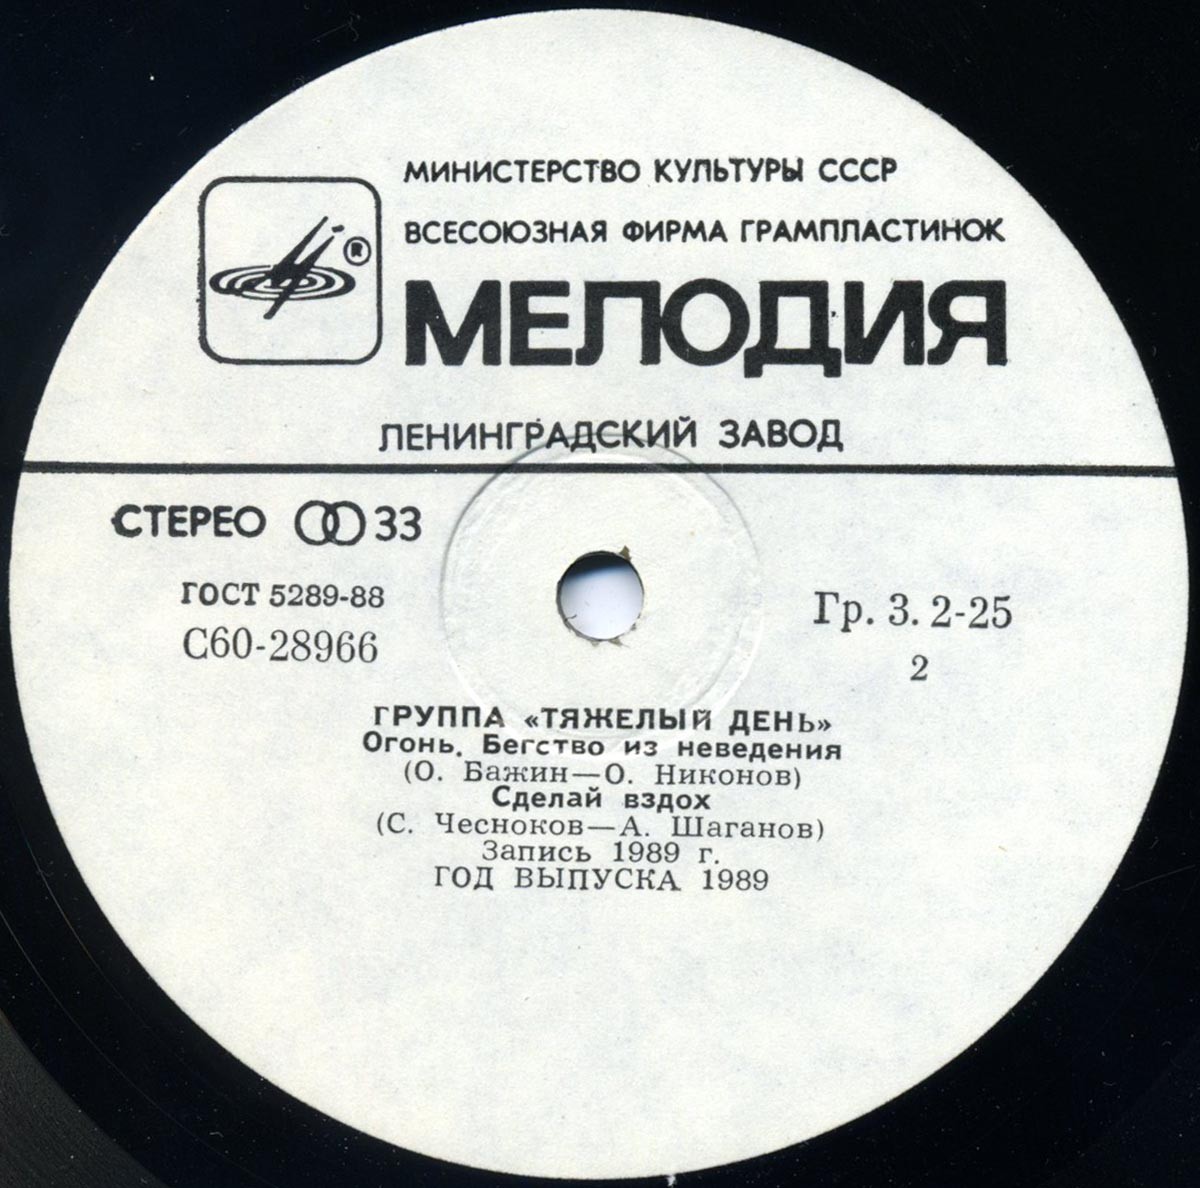 МИНИСТЕРСТВО КУЛЬТУРЫ СССР
ВСЕСОЮЗНАЯ ФИРМА ГРАМПЛАСТИНОК
®
МЕЛОДИЯ
ЛЕНИНГРАДСКИЙ ЗАВОД
СТЕРЕО 33
ГОСТ 5289-88
С60-28966
Гр. 3. 2-25
2
ГРУППА «ТЯЖЕЛЫЙ ДЕНЬ»
Огонь. Бегство из неведения
(О. Бажин—О. Никонов)
Сделай вздох
(С. Чесноков—А. Шаганов)
Запись 1989 г.
ГОД ВЫПУСКА 1989